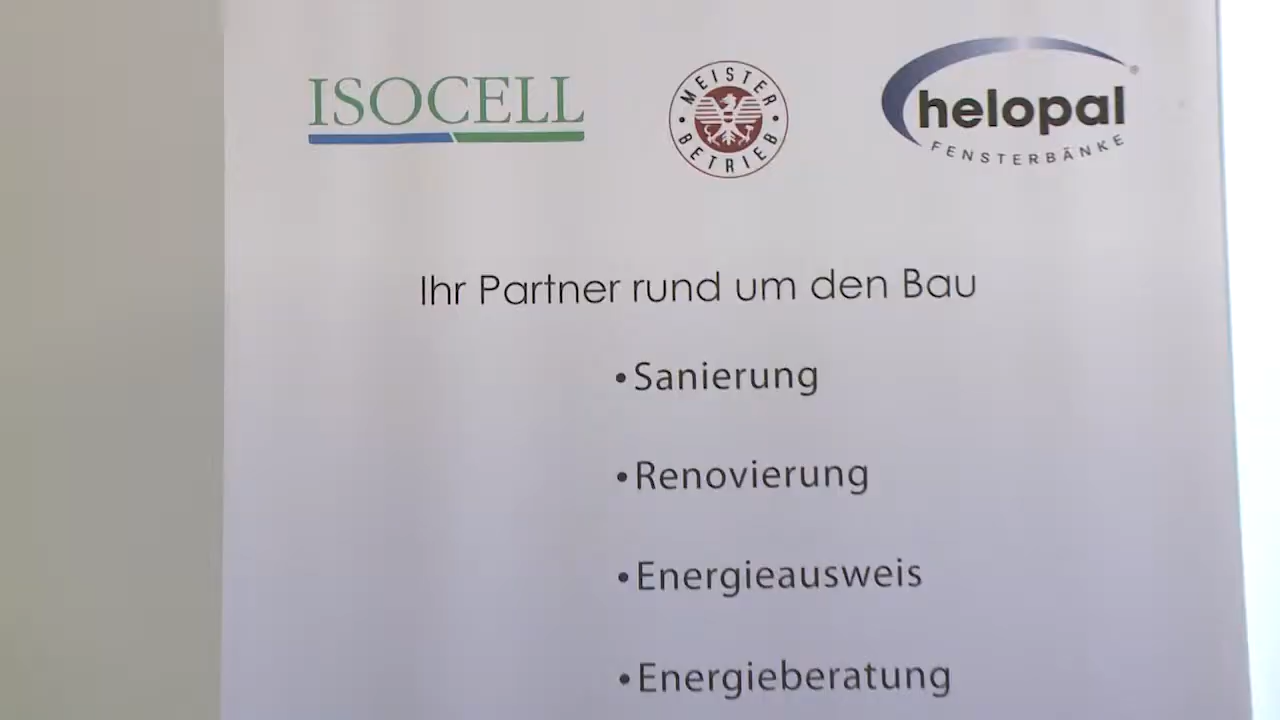 ISOCELL
MEISTER
BETRIEB
helopal®
FENSTERBÄNKE
Ihr Partner rund um den Bau
• Sanierung
• Renovierung
• Energieausweis
• Energieberatung